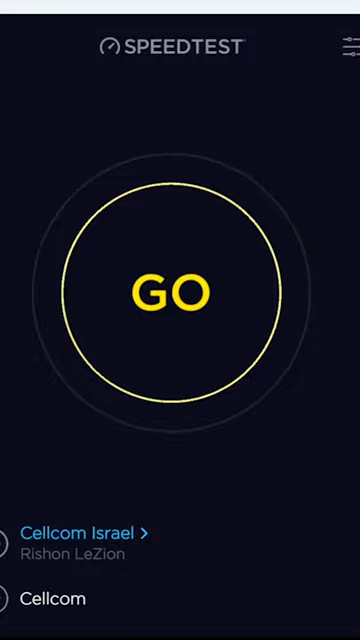 SPEEDTEST
GO
Cellcom Israel >
Rishon LeZion
Cellcom